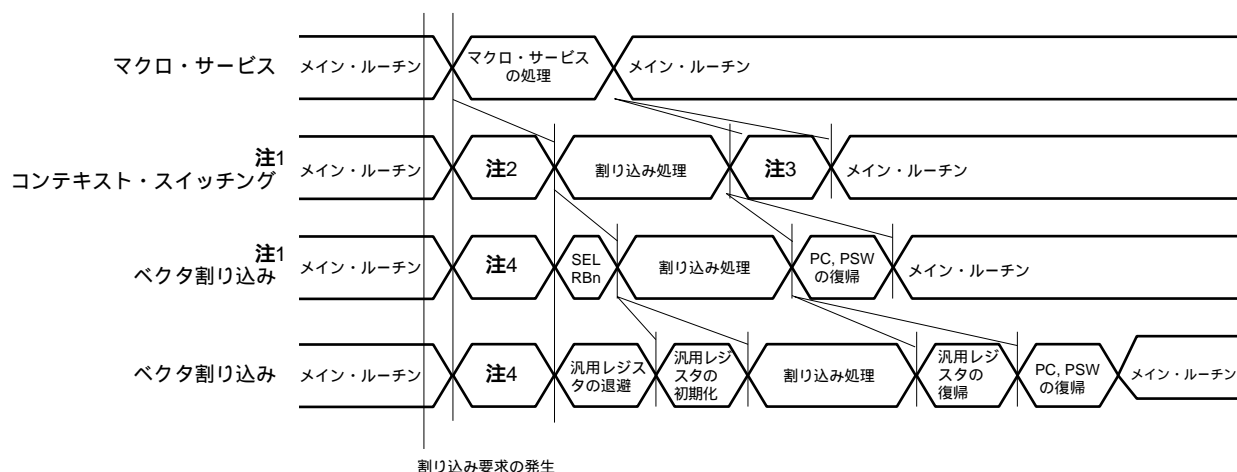 マクロ・サービス
メイン・ルーチン
マクロ・サービス
の処理
メイン・ルーチン
注1
コンテキスト・スイッチング
メイン・ルーチン
注2
割り込み処理
注3
メイン・ルーチン
注1
ベクタ割り込み
メイン・ルーチン
注4
SEL
RBn
割り込み処理
PC, PSW
の復帰
メイン・ルーチン
ベクタ割り込み
メイン・ルーチン
注4
汎用レジス
タの退避
汎用レジ
スタの
初期化
割り込み処理
汎用レジ
スタの
復帰
PC, PSW
の復帰
メイン・ルーチン
割り込み要求の発生